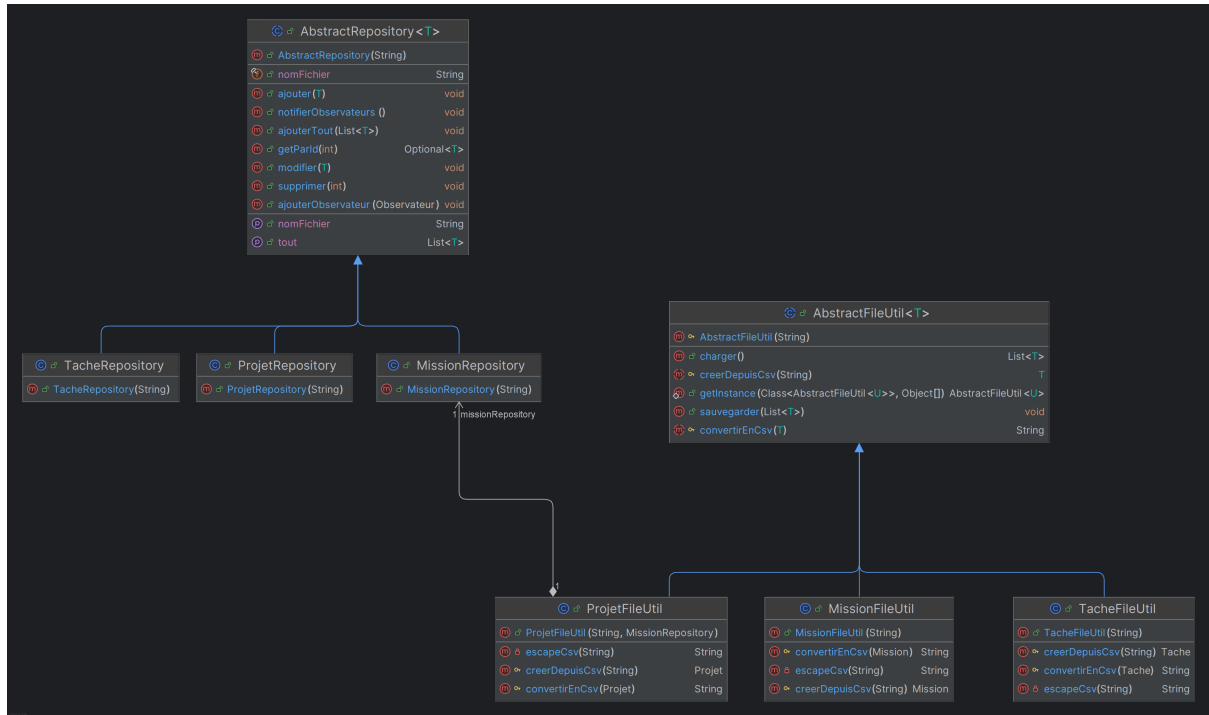 AbstractRepository<T>
AbstractRepository(String)
nomFichier String
ajouter(T) void
notifierObservateurs () void
ajouterTout(List<T>) void
getParId(int) Optional<T>
modifier(T) void
supprimer(int) void
ajouterObservateur(Observateur) void
nomFichier String
tout List<T>
TacheRepository
TacheRepository(String)
ProjetRepository
ProjetRepository(String)
MissionRepository
MissionRepository(String)
1 missionRepository
AbstractFileUtil<T>
AbstractFileUtil(String)
charger() List<T>
creerDepuisCsv(String) T
getInstance(Class<AbstractFileUtil<U>>, Object[]) AbstractFileUtil<U>
sauvegarder(List<T>) void
convertirEnCsv(T) String
1
ProjetFileUtil
ProjetFileUtil(String, MissionRepository)
escapeCsv(String) String
creerDepuisCsv(String) Projet
convertirEnCsv(Projet) String
MissionFileUtil
MissionFileUtil(String)
convertirEnCsv(Mission) String
escapeCsv(String) String
creerDepuisCsv(String) Mission
TacheFileUtil
TacheFileUtil(String)
creerDepuisCsv(String) Tache
convertirEnCsv(Tache) String
escapeCsv(String) String